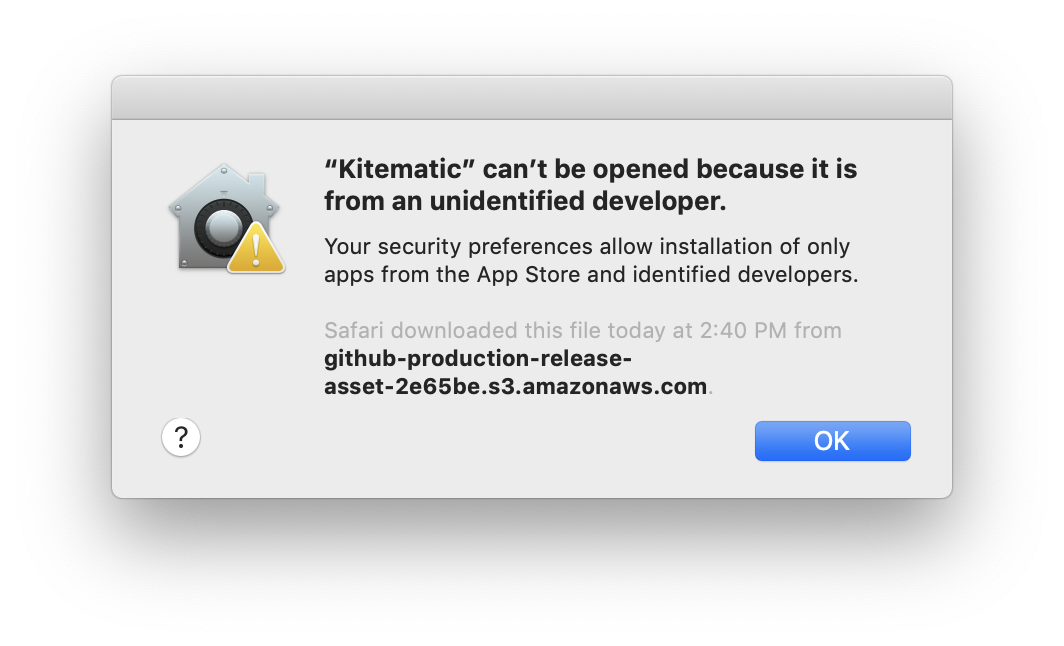 “Kitematic” can’t be opened because it is
from an unidentified developer.
Your security preferences allow installation of only
apps from the App Store and identified developers.
Safari downloaded this file today at 2:40 PM from
github-production-release-
asset-2e65be.s3.amazonaws.com.
?
OK